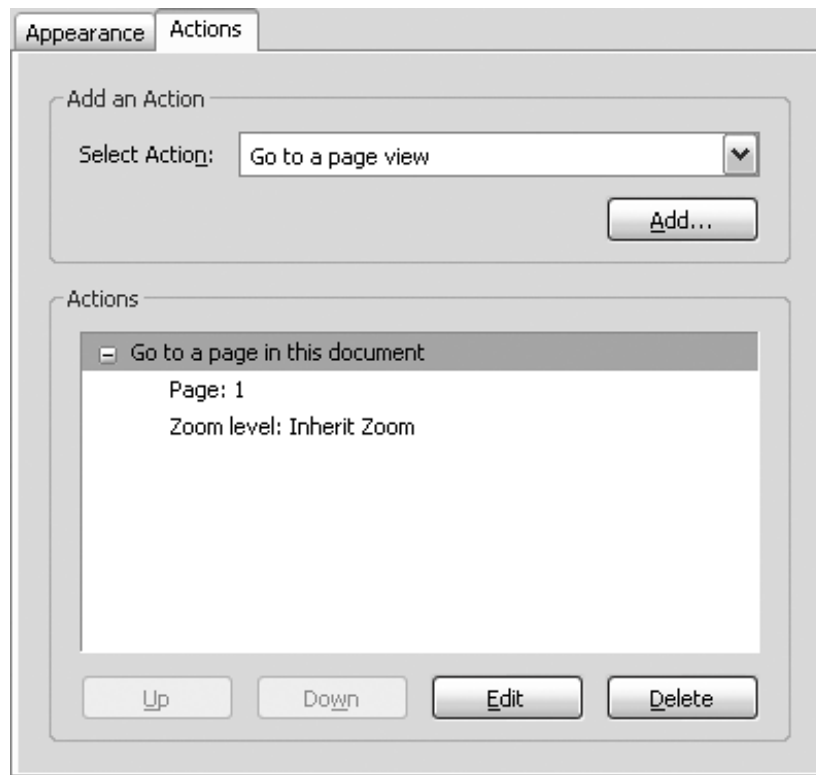 Appearance Actions
Add an Action
Select Action: Go to a page view
Add...
Actions
Go to a page in this document
Page: 1
Zoom level: Inherit Zoom
Up Down Edit Delete